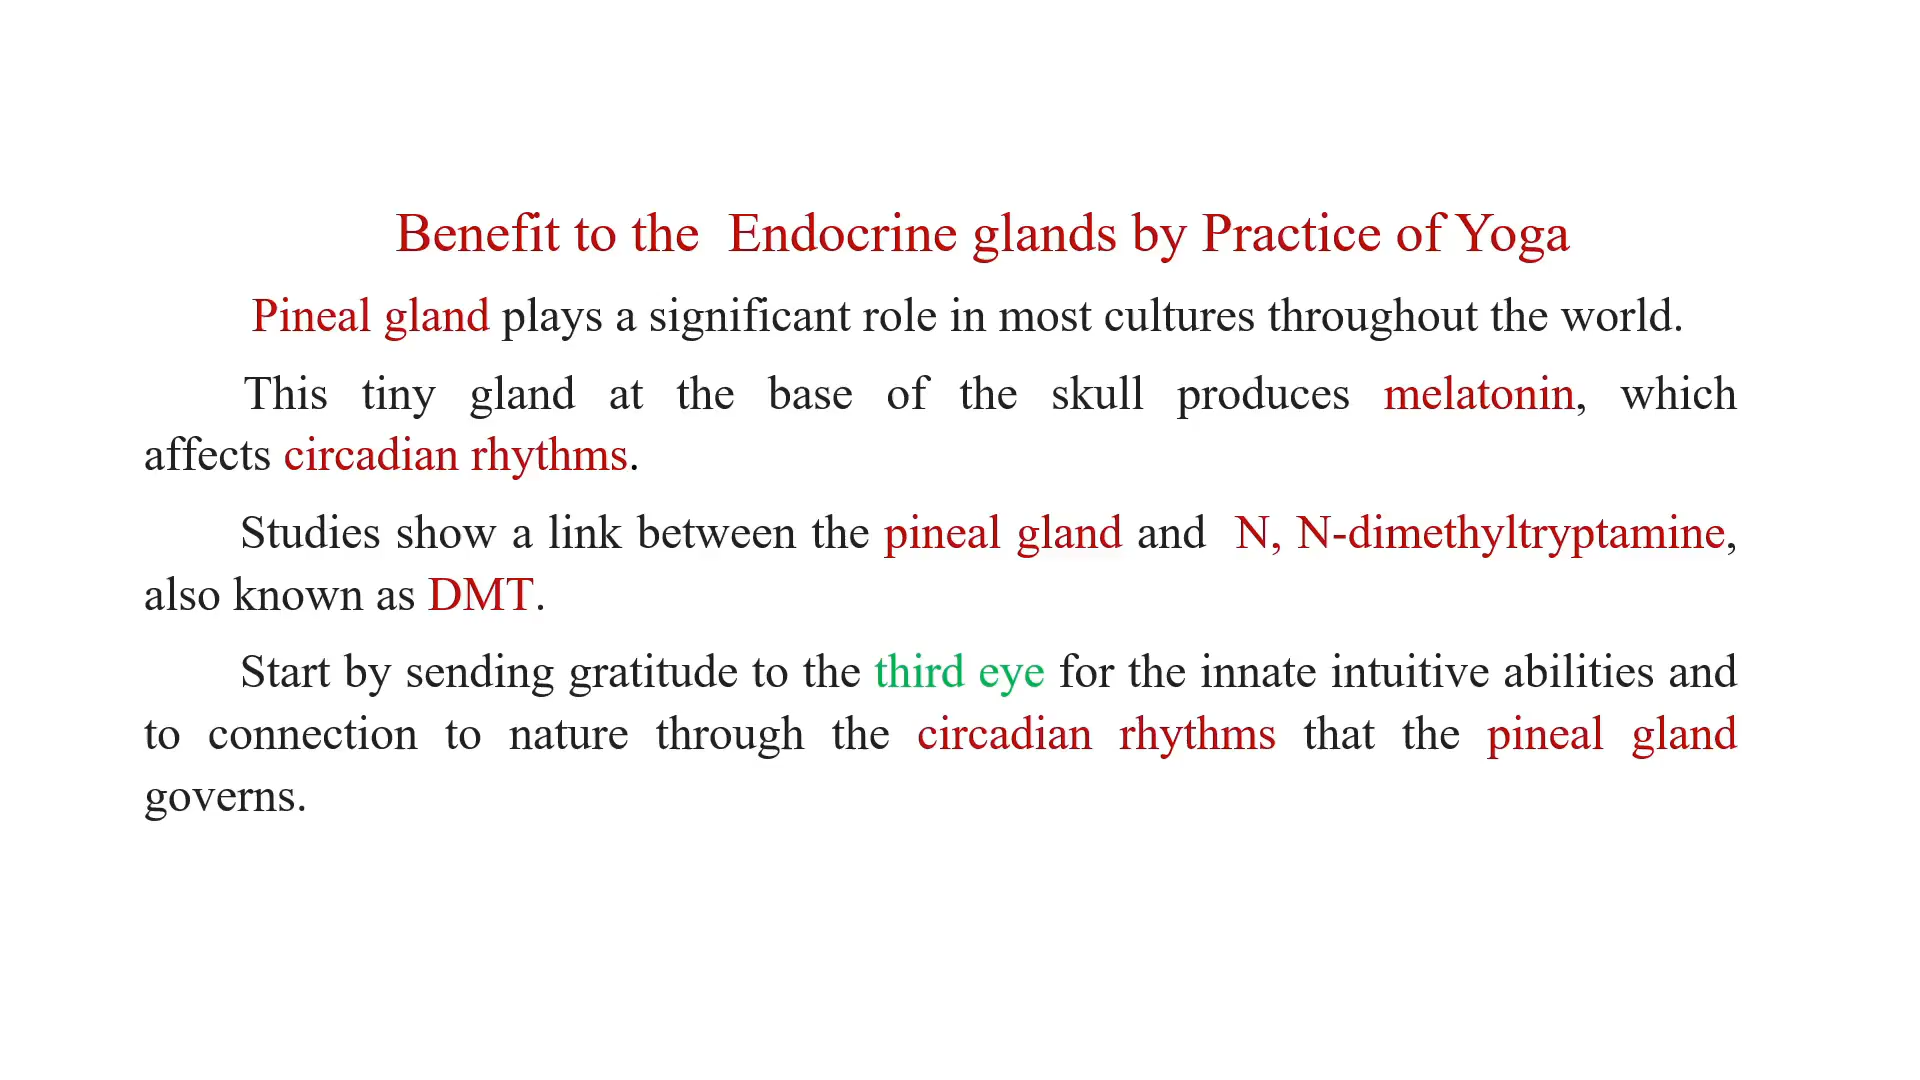 Benefit to the Endocrine glands by Practice of Yoga
Pineal gland plays a significant role in most cultures throughout the world.
This tiny gland at the base of the skull produces melatonin, which
affects circadian rhythms.
Studies show a link between the pineal gland and N, N-dimethyltryptamine,
also known as DMT.
Start by sending gratitude to the third eye for the innate intuitive abilities and
to connection to nature through the circadian rhythms that the pineal gland
governs.